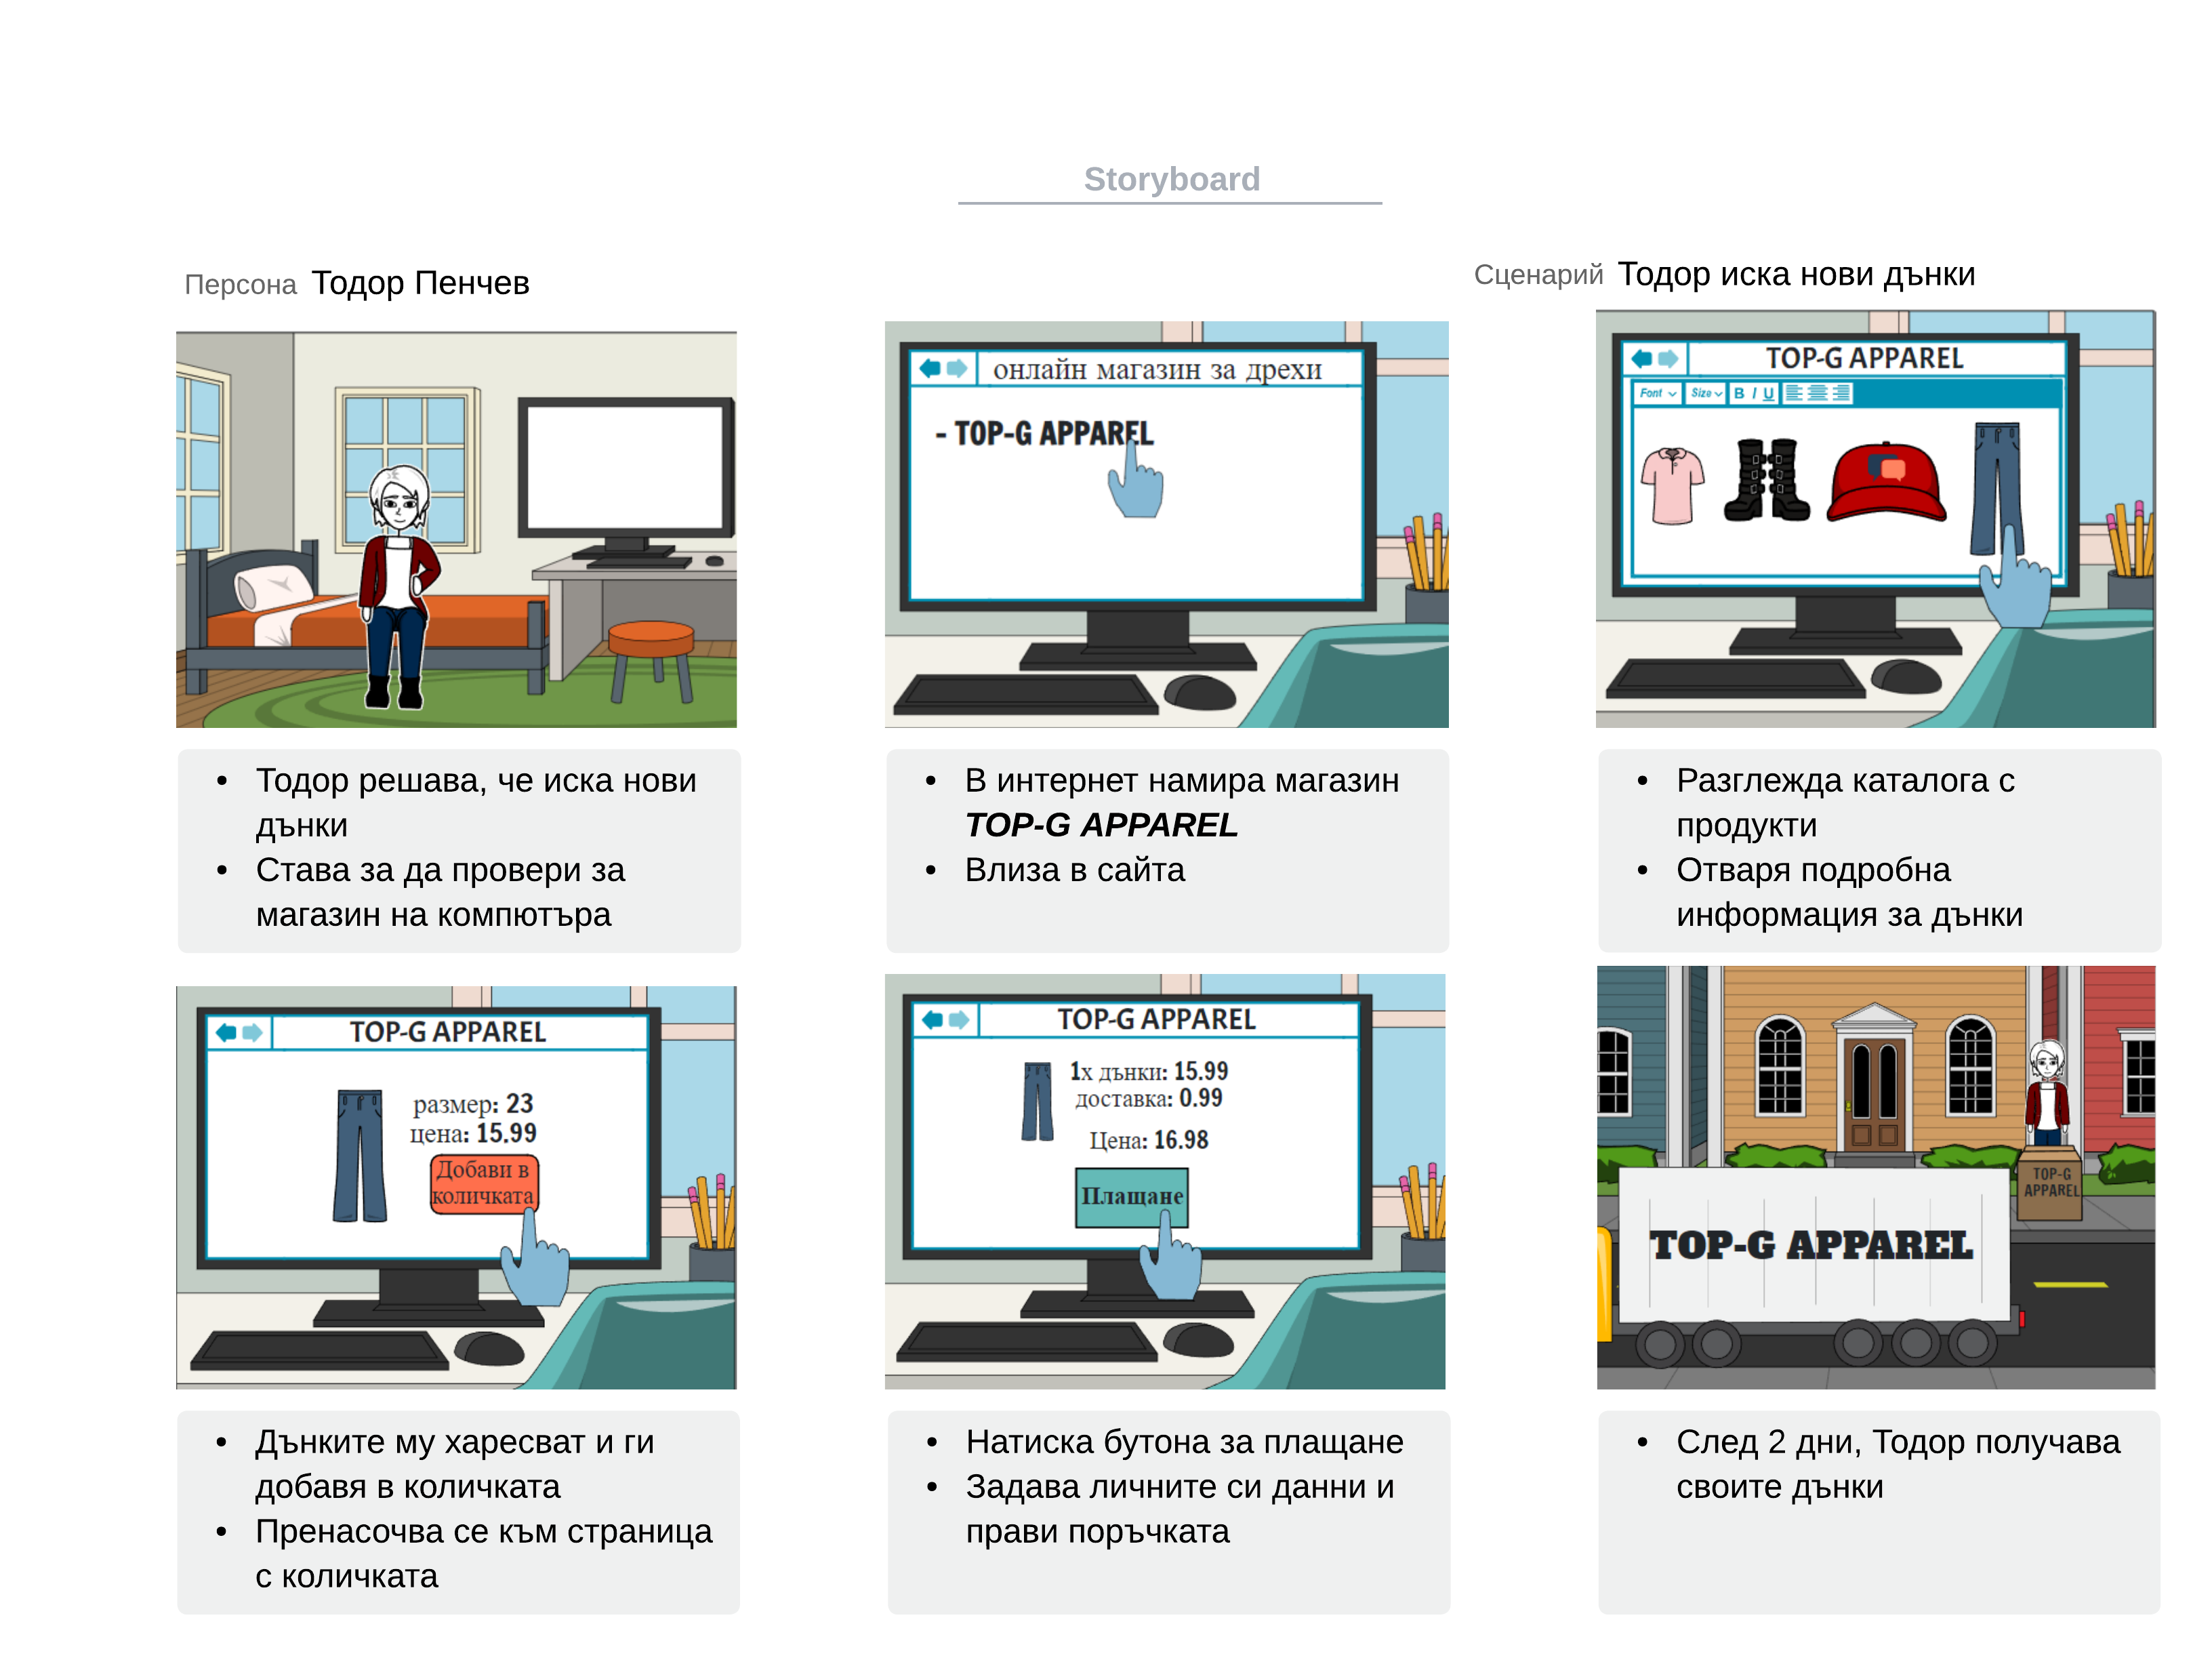 Storyboard
Персона Тодор Пенчев
Сценарий Тодор иска нови дънки
онлайн магазин за дрехи
- TOP-G APPAREL
TOP-G APPAREL
Font Size B I U
• Тодор решава, че иска нови
дънки
• Става за да провери за
магазин на компютъра
• В интернет намира магазин
TOP-G APPAREL
• Влиза в сайта
• Разглежда каталога с
продукти
• Отваря подробна
информация за дънки
TOP-G APPAREL
размер: 23
цена: 15.99
Добави в
количката
TOP-G APPAREL
1х дънки: 15.99
доставка: 0.99
Цена: 16.98
Плащане
TOP-G
APPAREL
TOP-G APPAREL
• Дънките му харесват и ги
добавя в количката
• Пренасочва се към страница
с количката
• Натиска бутона за плащане
• Задава личните си данни и
прави поръчката
• След 2 дни, Тодор получава
своите дънки